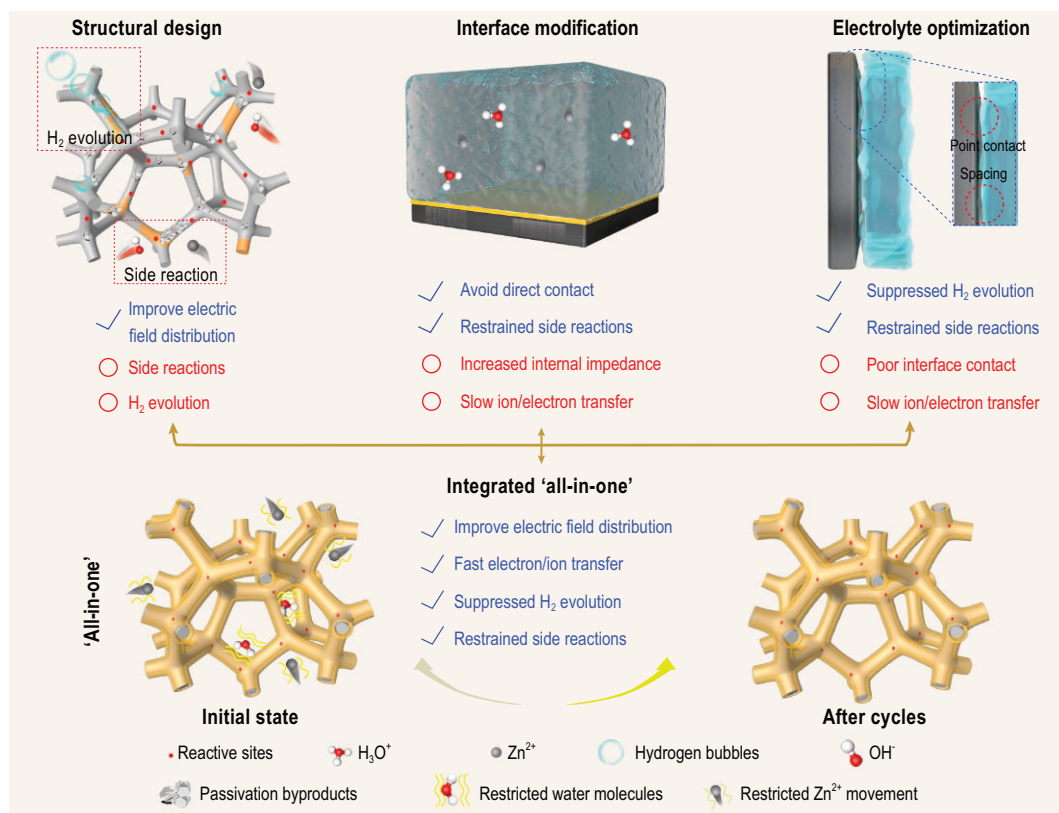 Structural design
Interface modification
Electrolyte optimization
H₂ evolution
Side reaction
Point contact
Spacing
Improve electric
field distribution
Side reactions
H₂ evolution
Avoid direct contact
Restrained side reactions
Increased internal impedance
Slow ion/electron transfer
Suppressed H₂ evolution
Restrained side reactions
Poor interface contact
Slow ion/electron transfer
Integrated ‘all-in-one’
‘All-in-one’
Improve electric field distribution
Fast electron/ion transfer
Suppressed H₂ evolution
Restrained side reactions
Initial state
After cycles
Reactive sites
H₃O⁺
Zn²⁺
Hydrogen bubbles
OH⁻
Passivation byproducts
Restricted water molecules
Restricted Zn²⁺ movement